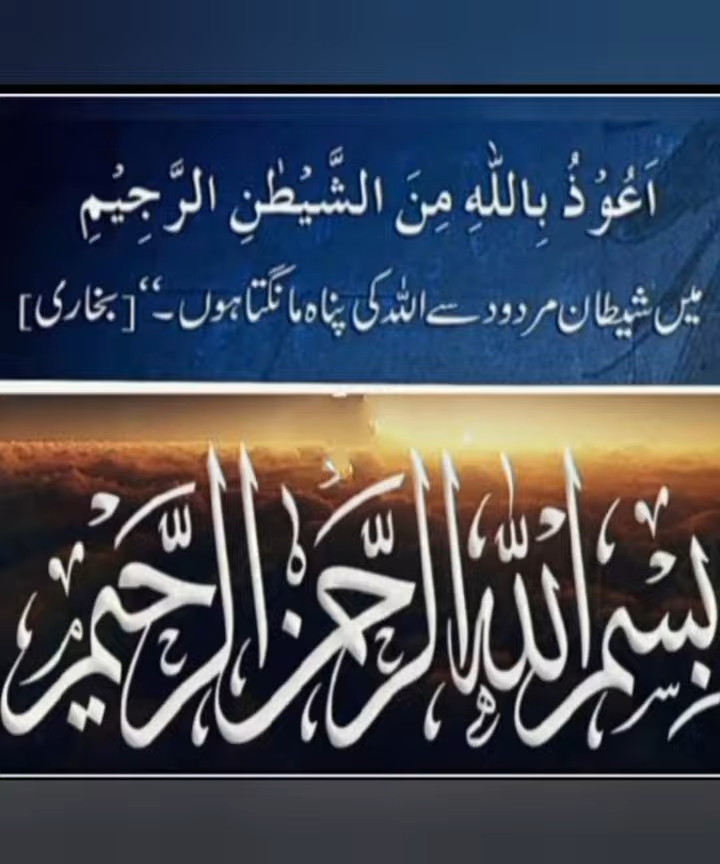 اَعُوْذُ بِاللّٰهِ مِنَ الشَّيْطٰنِ الرَّجِيْمِ
میں شیطان مردود سے اللہ کی پناہ مانگتا ہوں۔“ [بخاری]
بِسْمِ اللّٰهِ الرَّحْمٰنِ الرَّحِيْمِ